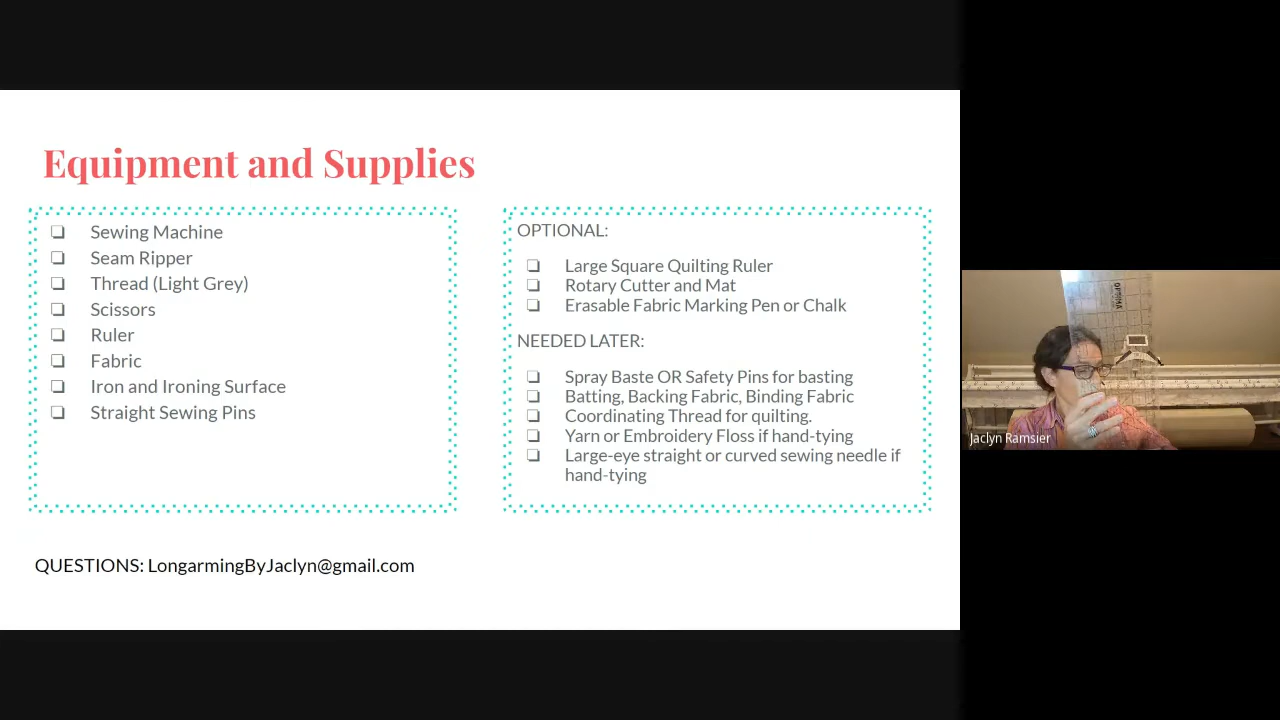 Equipment and Supplies
Sewing Machine
Seam Ripper
Thread (Light Grey)
Scissors
Ruler
Fabric
Iron and Ironing Surface
Straight Sewing Pins
OPTIONAL:
Large Square Quilting Ruler
Rotary Cutter and Mat
Erasable Fabric Marking Pen or Chalk
NEEDED LATER:
Spray Baste OR Safety Pins for basting
Batting, Backing Fabric, Binding Fabric
Coordinating Thread for quilting.
Yarn or Embroidery Floss if hand-tying
Large-eye straight or curved sewing needle if
hand-tying
QUESTIONS: LongarmingByJaclyn@gmail.com
Jaclyn Ramsier